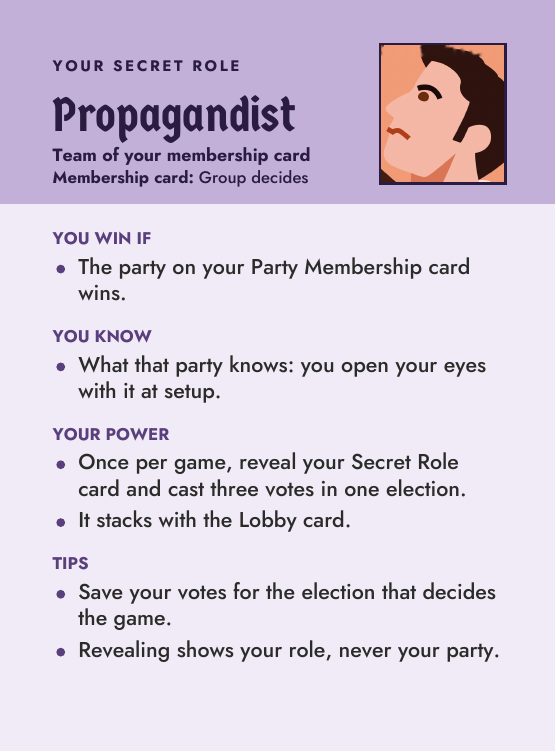 YOUR SECRET ROLE
Propagandist
Team of your membership card
Membership card: Group decides
YOU WIN IF
• The party on your Party Membership card
wins.
YOU KNOW
• What that party knows: you open your eyes
with it at setup.
YOUR POWER
• Once per game, reveal your Secret Role
card and cast three votes in one election.
• It stacks with the Lobby card.
TIPS
• Save your votes for the election that decides
the game.
• Revealing shows your role, never your party.